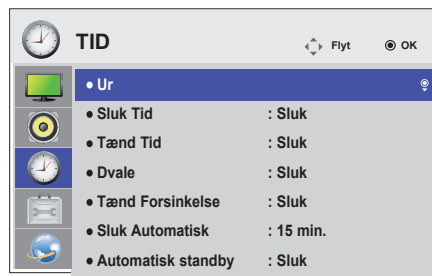 TID Flyt OK
● Ur
● Sluk Tid : Sluk
● Tænd Tid : Sluk
● Dvale : Sluk
● Tænd Forsinkelse : Sluk
● Sluk Automatisk : 15 min.
● Automatisk standby : Sluk